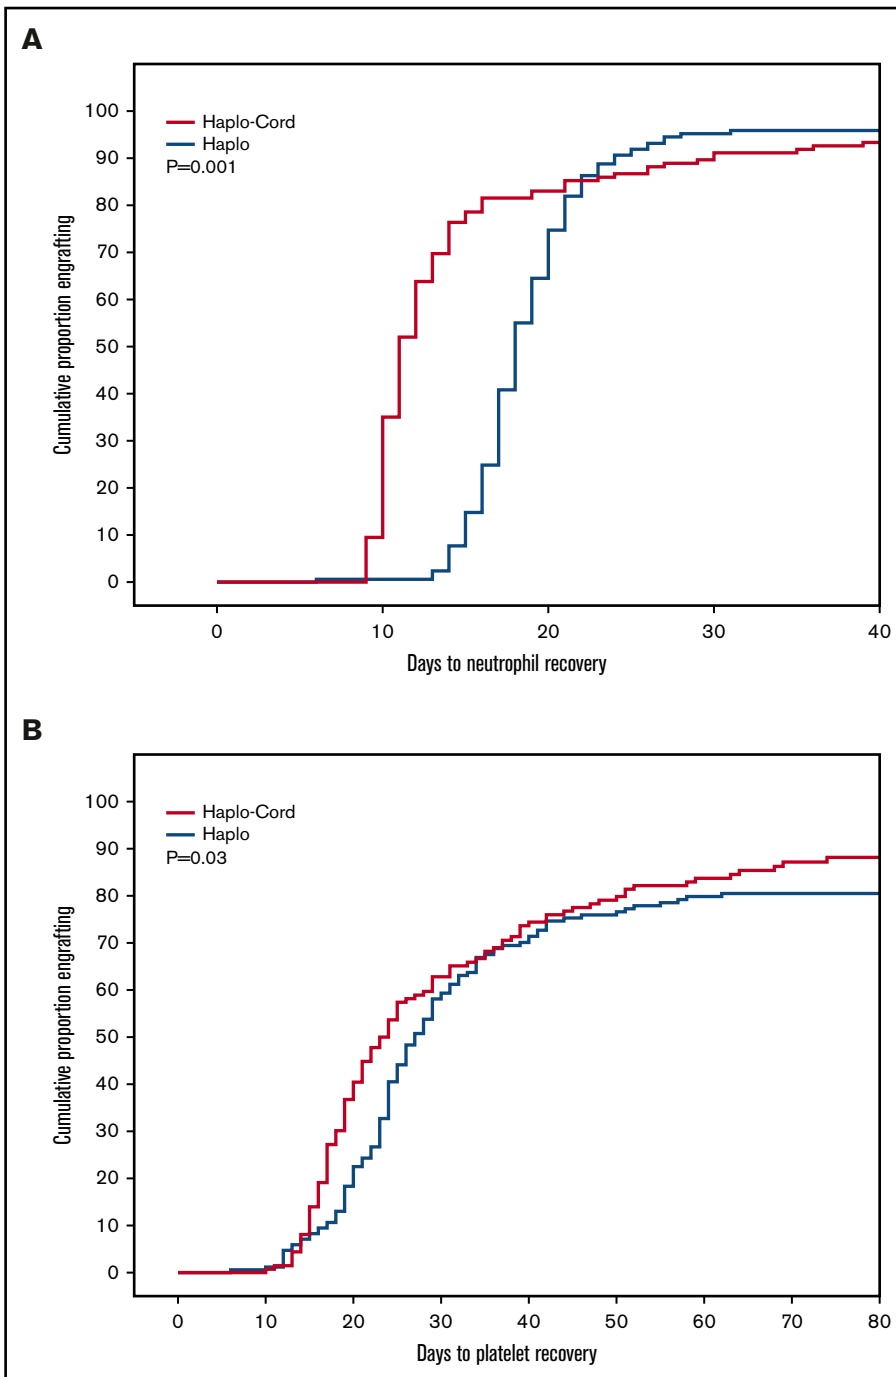 A
Haplo-Cord
Haplo
P=0.001
100
90
80
70
60
50
40
30
20
10
0
Cumulative proportion engrafting
0 10 20 30 40
Days to neutrophil recovery
B
Haplo-Cord
Haplo
P=0.03
100
90
80
70
60
50
40
30
20
10
0
Cumulative proportion engrafting
0 10 20 30 40 50 60 70 80
Days to platelet recovery